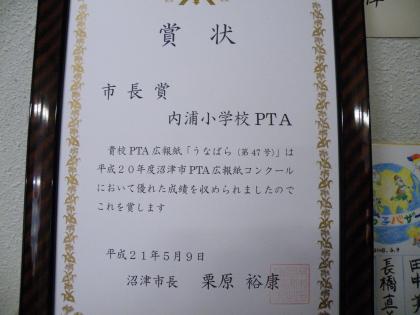 賞状
市長賞
内浦小学校PTA
貴校PTA広報紙「うなばら(第47号)」は
平成20年度沼津市PTA広報紙コンクール
において優れた成績を収められましたので
これを賞します
平成21年5月9日
沼津市長 栗原 裕康